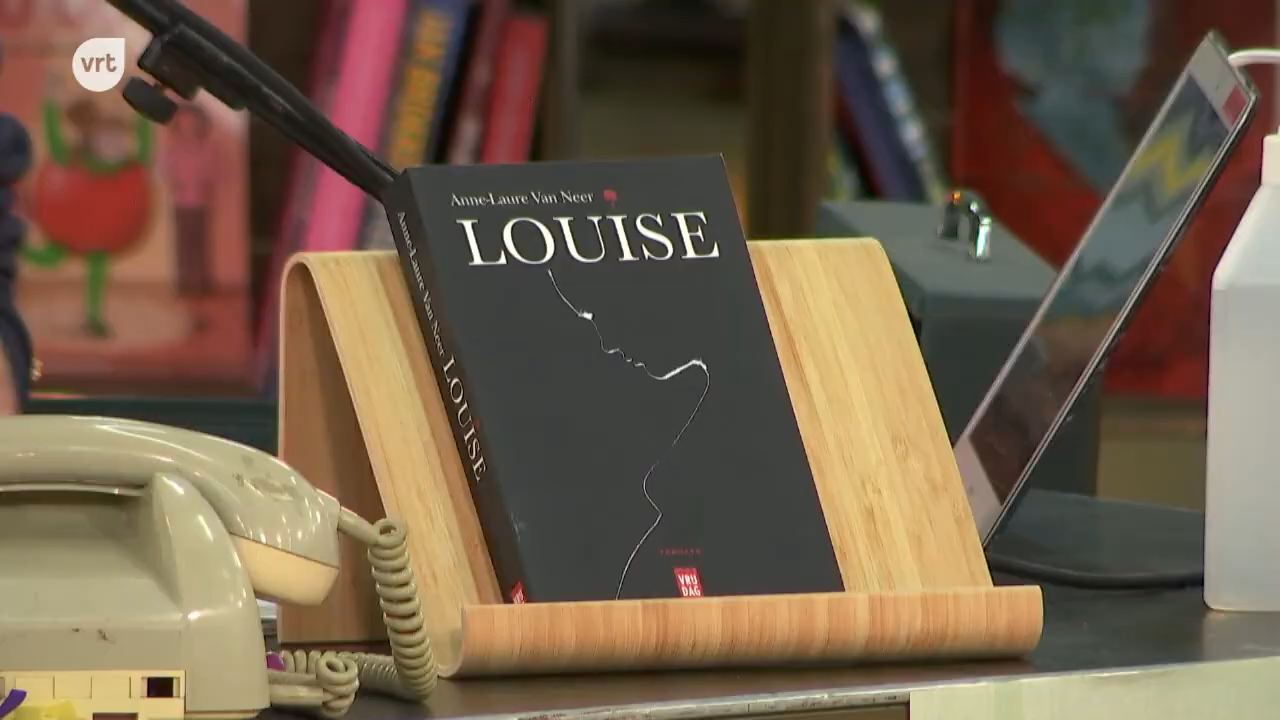 vrt
Anne-Laure Van Neer
LOUISE
Anne-Laure Van Neer LOUISE
VRIJ
DAG